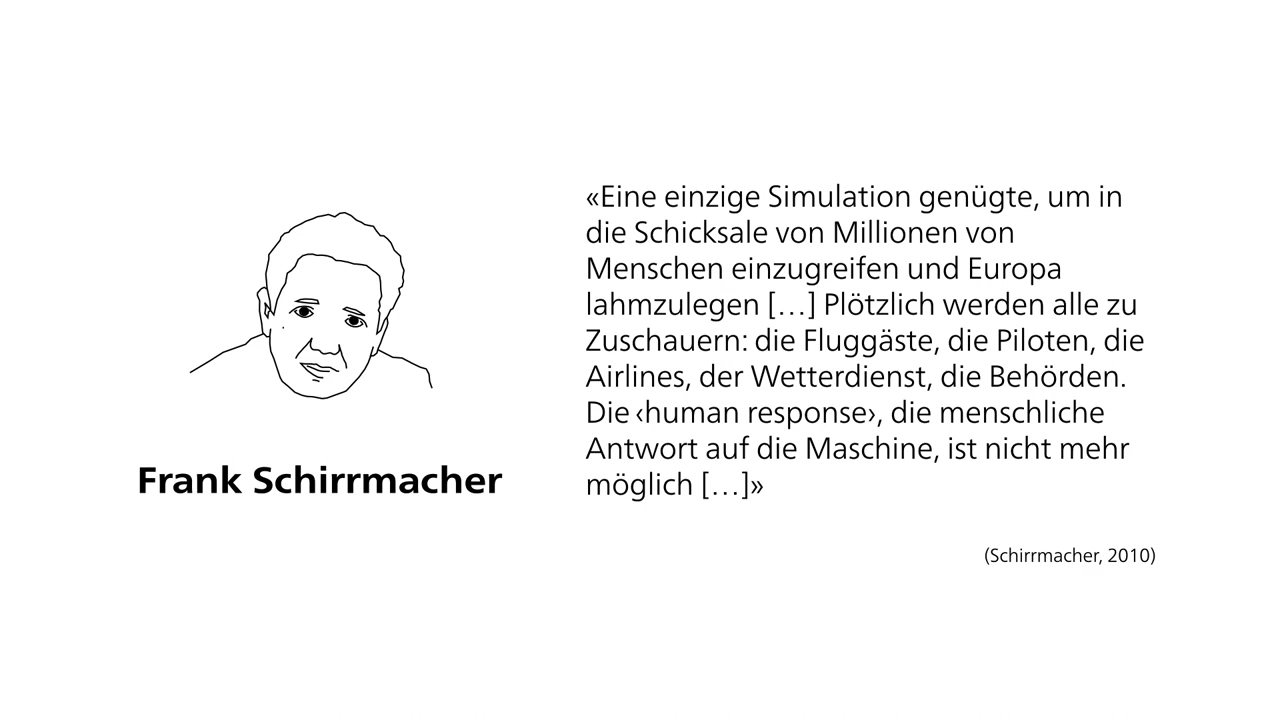 Frank Schirrmacher
«Eine einzige Simulation genügte, um in
die Schicksale von Millionen von
Menschen einzugreifen und Europa
lahmzulegen […] Plötzlich werden alle zu
Zuschauern: die Fluggäste, die Piloten, die
Airlines, der Wetterdienst, die Behörden.
Die ‹human response›, die menschliche
Antwort auf die Maschine, ist nicht mehr
möglich […]»
(Schirrmacher, 2010)